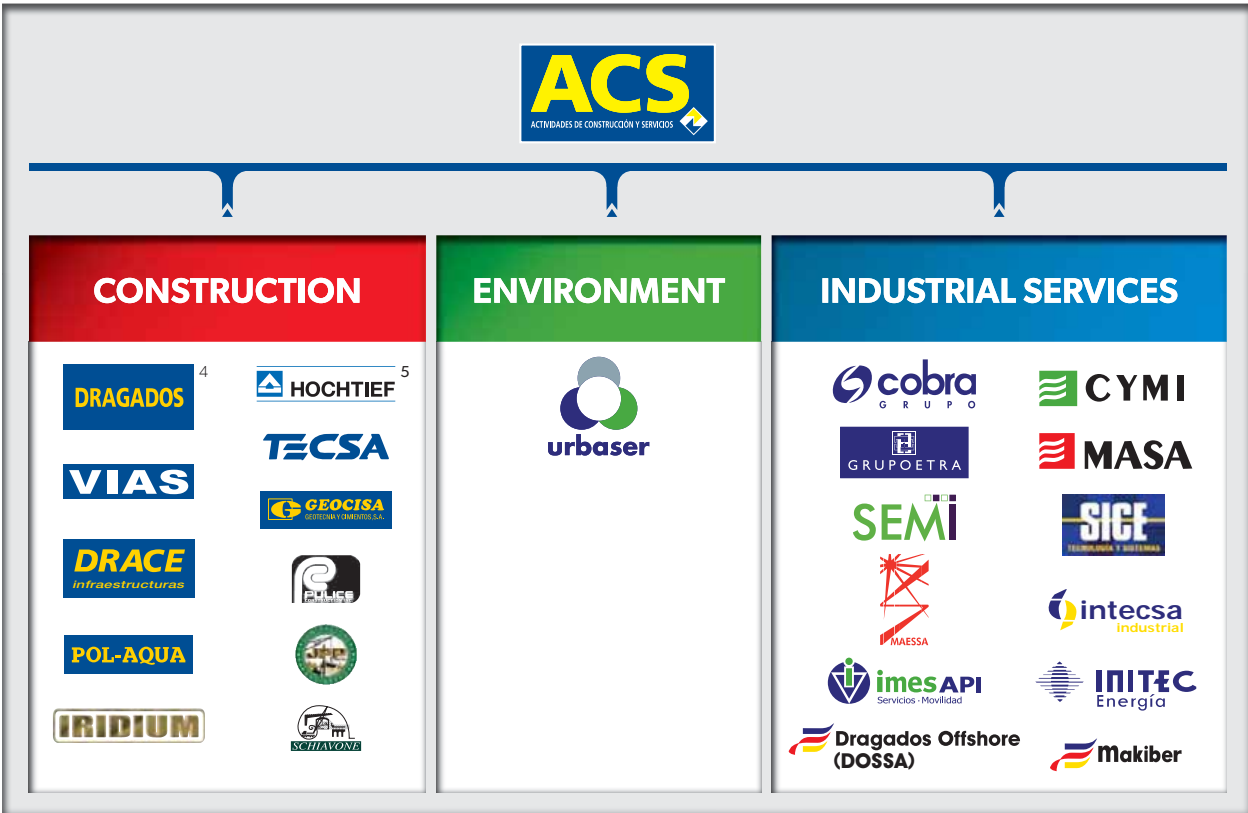 ACS
ACTIVIDADES DE CONSTRUCCIÓN Y SERVICIOS
CONSTRUCTION
DRAGADOS 4
HOCHTIEF 5
VIAS
TECSA
GEOCISA
GEOTECNIA Y CIMIENTOS, S.A.
DRACE
infraestructuras
PULICE
POL-AQUA
JPP
IRIDIUM
SCHIAVONE
ENVIRONMENT
urbaser
INDUSTRIAL SERVICES
cobra
GRUPO
CYMI
GRUPOETRA
MASA
SEMI
SICE
TECNOLOGÍA Y SISTEMAS
MAESSA
intecsa
industrial
imesAPI
Servicios · Movilidad
INITEC
Energía
Dragados Offshore
(DOSSA)
Makiber